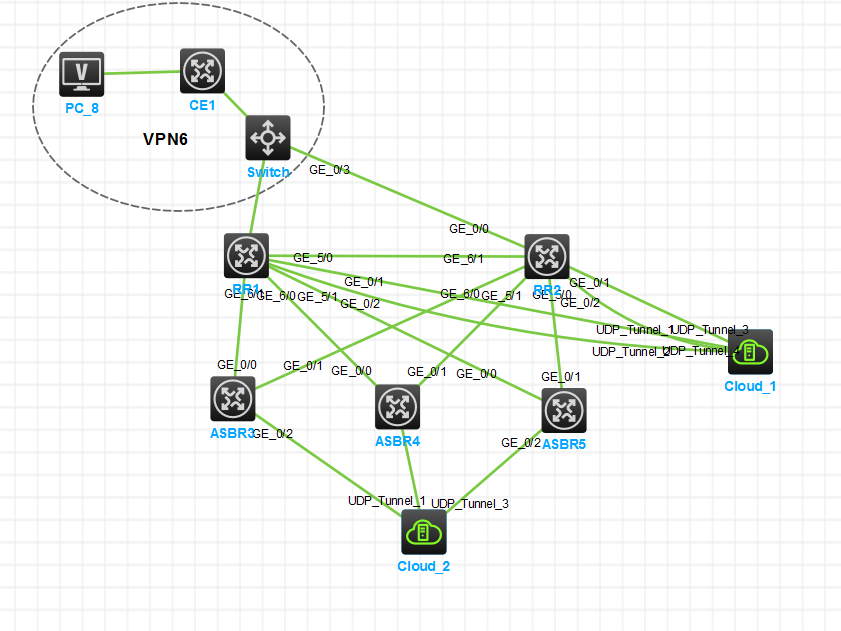 PC_8
CE1
VPN6
Switch
GE_0/3
GE_0/0
GE_5/0
GE_6/1
RR1
RR2
GE_0/1
GE_0/1
GE_6/1
GE_6/0
GE_5/1
GE_0/2
GE_6/0
GE_5/1
GE_5/0
GE_0/2
UDP_Tunnel_1
UDP_Tunnel_3
UDP_Tunnel_2
UDP_Tunnel_4
Cloud_1
GE_0/0
GE_0/1
GE_0/0
GE_0/1
GE_0/0
GE_0/1
ASBR3
GE_0/2
ASBR4
GE_0/2
ASBR5
UDP_Tunnel_1
UDP_Tunnel_3
Cloud_2